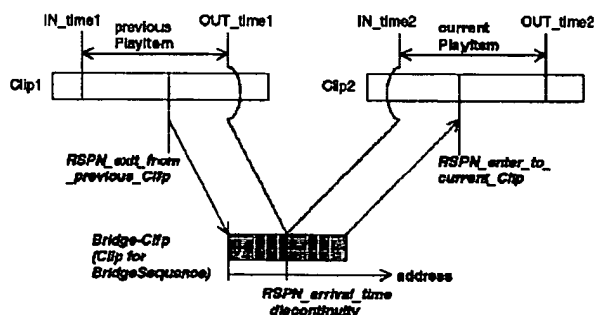 IN_time1
previous
PlayItem
OUT_time1
IN_time2
current
PlayItem
OUT_time2
Clip1
Clip2
RSPN_exit_from
_previous_Clip
RSPN_enter_to_
current_Clip
Bridge-Clip
(Clip for
BridgeSequance)
address
RSPN_arrival_time
discontinuity